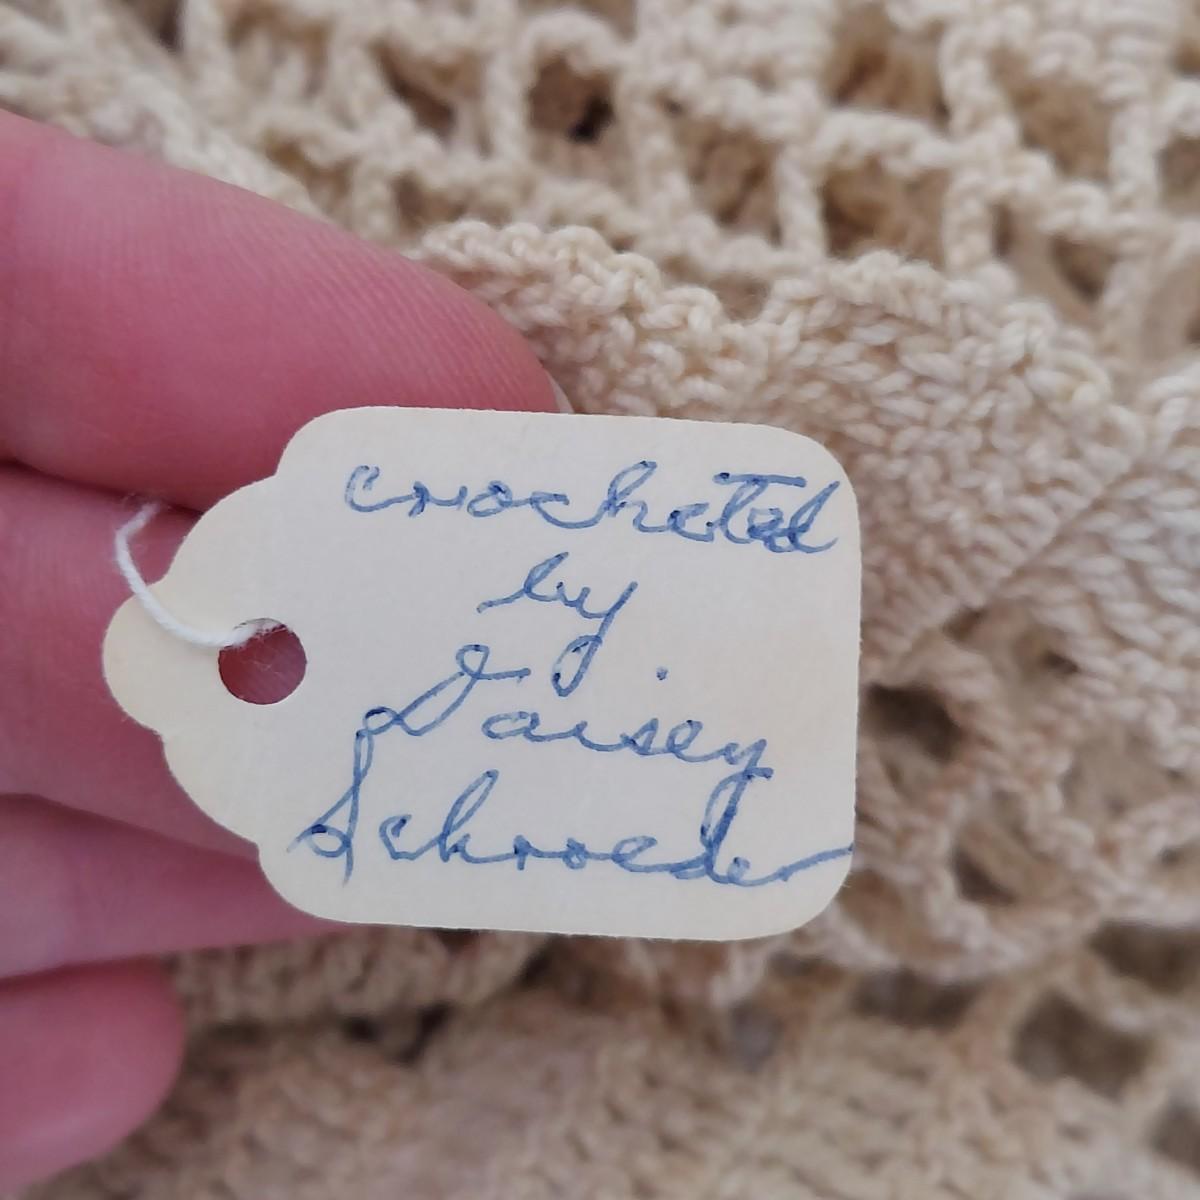 crocheted
by
Daisey
Schroeder